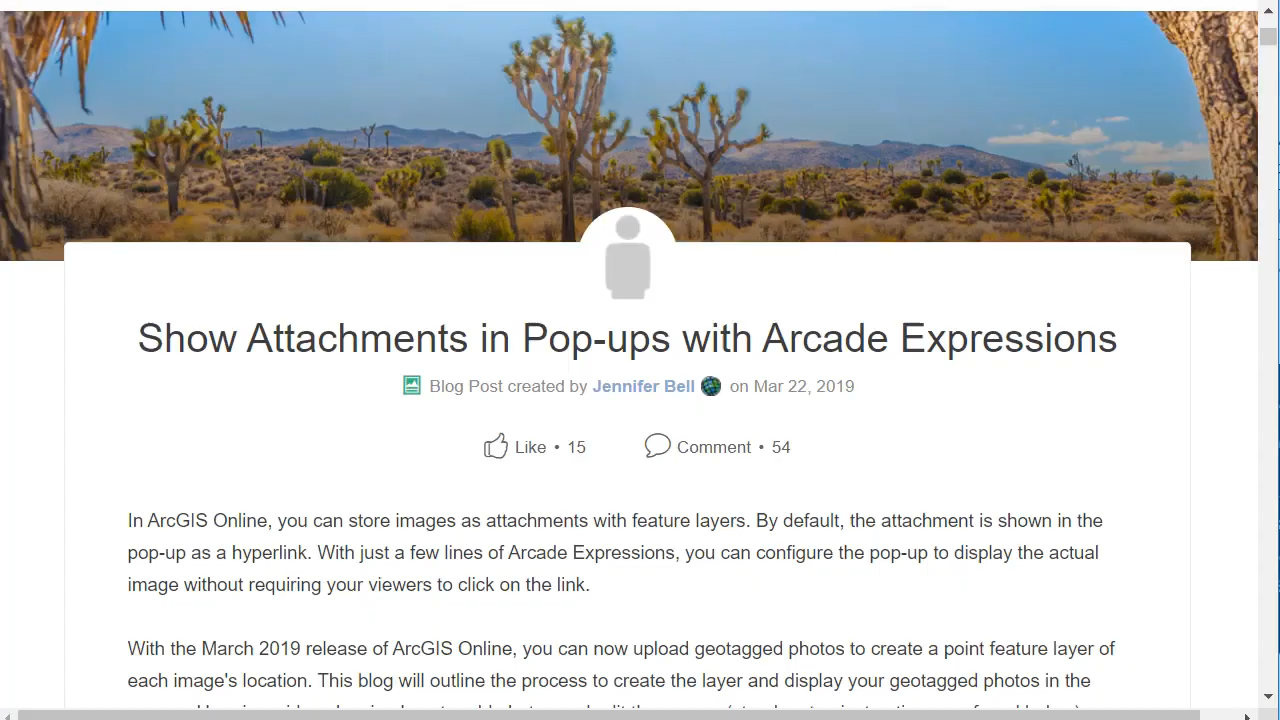 Show Attachments in Pop-ups with Arcade Expressions
Blog Post created by Jennifer Bell on Mar 22, 2019
Like • 15 Comment • 54
In ArcGIS Online, you can store images as attachments with feature layers. By default, the attachment is shown in the
pop-up as a hyperlink. With just a few lines of Arcade Expressions, you can configure the pop-up to display the actual
image without requiring your viewers to click on the link.
With the March 2019 release of ArcGIS Online, you can now upload geotagged photos to create a point feature layer of
each image's location. This blog will outline the process to create the layer and display your geotagged photos in the